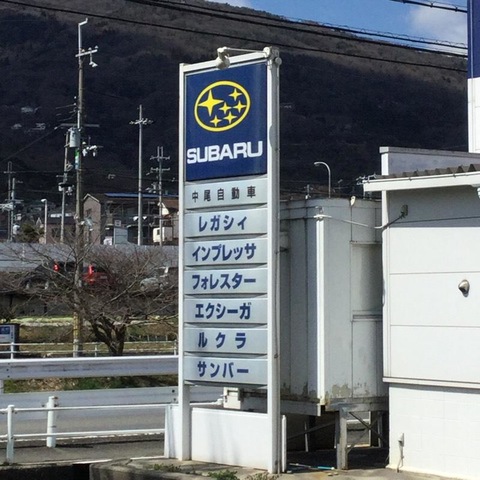 SUBARU
中尾自動車
レガシィ
インプレッサ
フォレスター
エクシーガ
ルクラ
サンバー